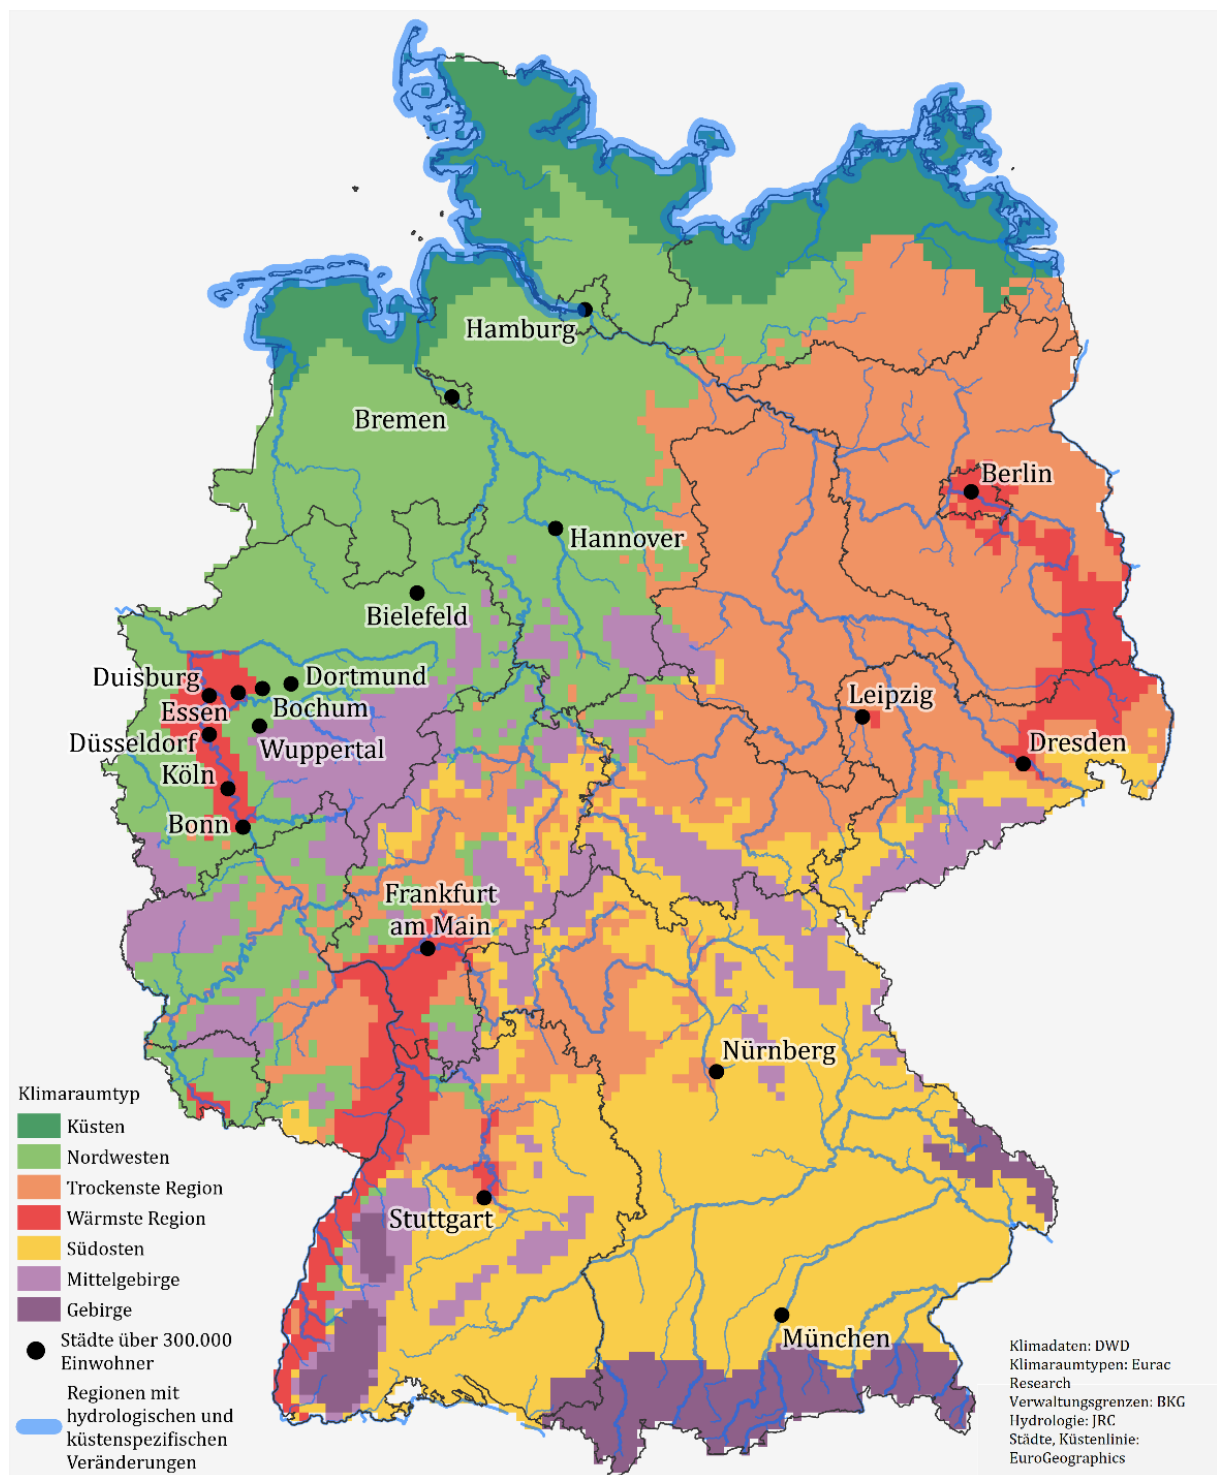 Hamburg
Bremen
Berlin
Hannover
Bielefeld
Duisburg
Dortmund
Essen
Bochum
Leipzig
Düsseldorf
Wuppertal
Dresden
Köln
Bonn
Frankfurt
am Main
Nürnberg
Stuttgart
München
Klimaraumtyp
Küsten
Nordwesten
Trockenste Region
Wärmste Region
Südosten
Mittelgebirge
Gebirge
Städte über 300.000
Einwohner
Regionen mit
hydrologischen und
küstenspezifischen
Veränderungen
Klimadaten: DWD
Klimaraumtypen: Eurac
Research
Verwaltungsgrenzen: BKG
Hydrologie: JRC
Städte, Küstenlinie:
EuroGeographics